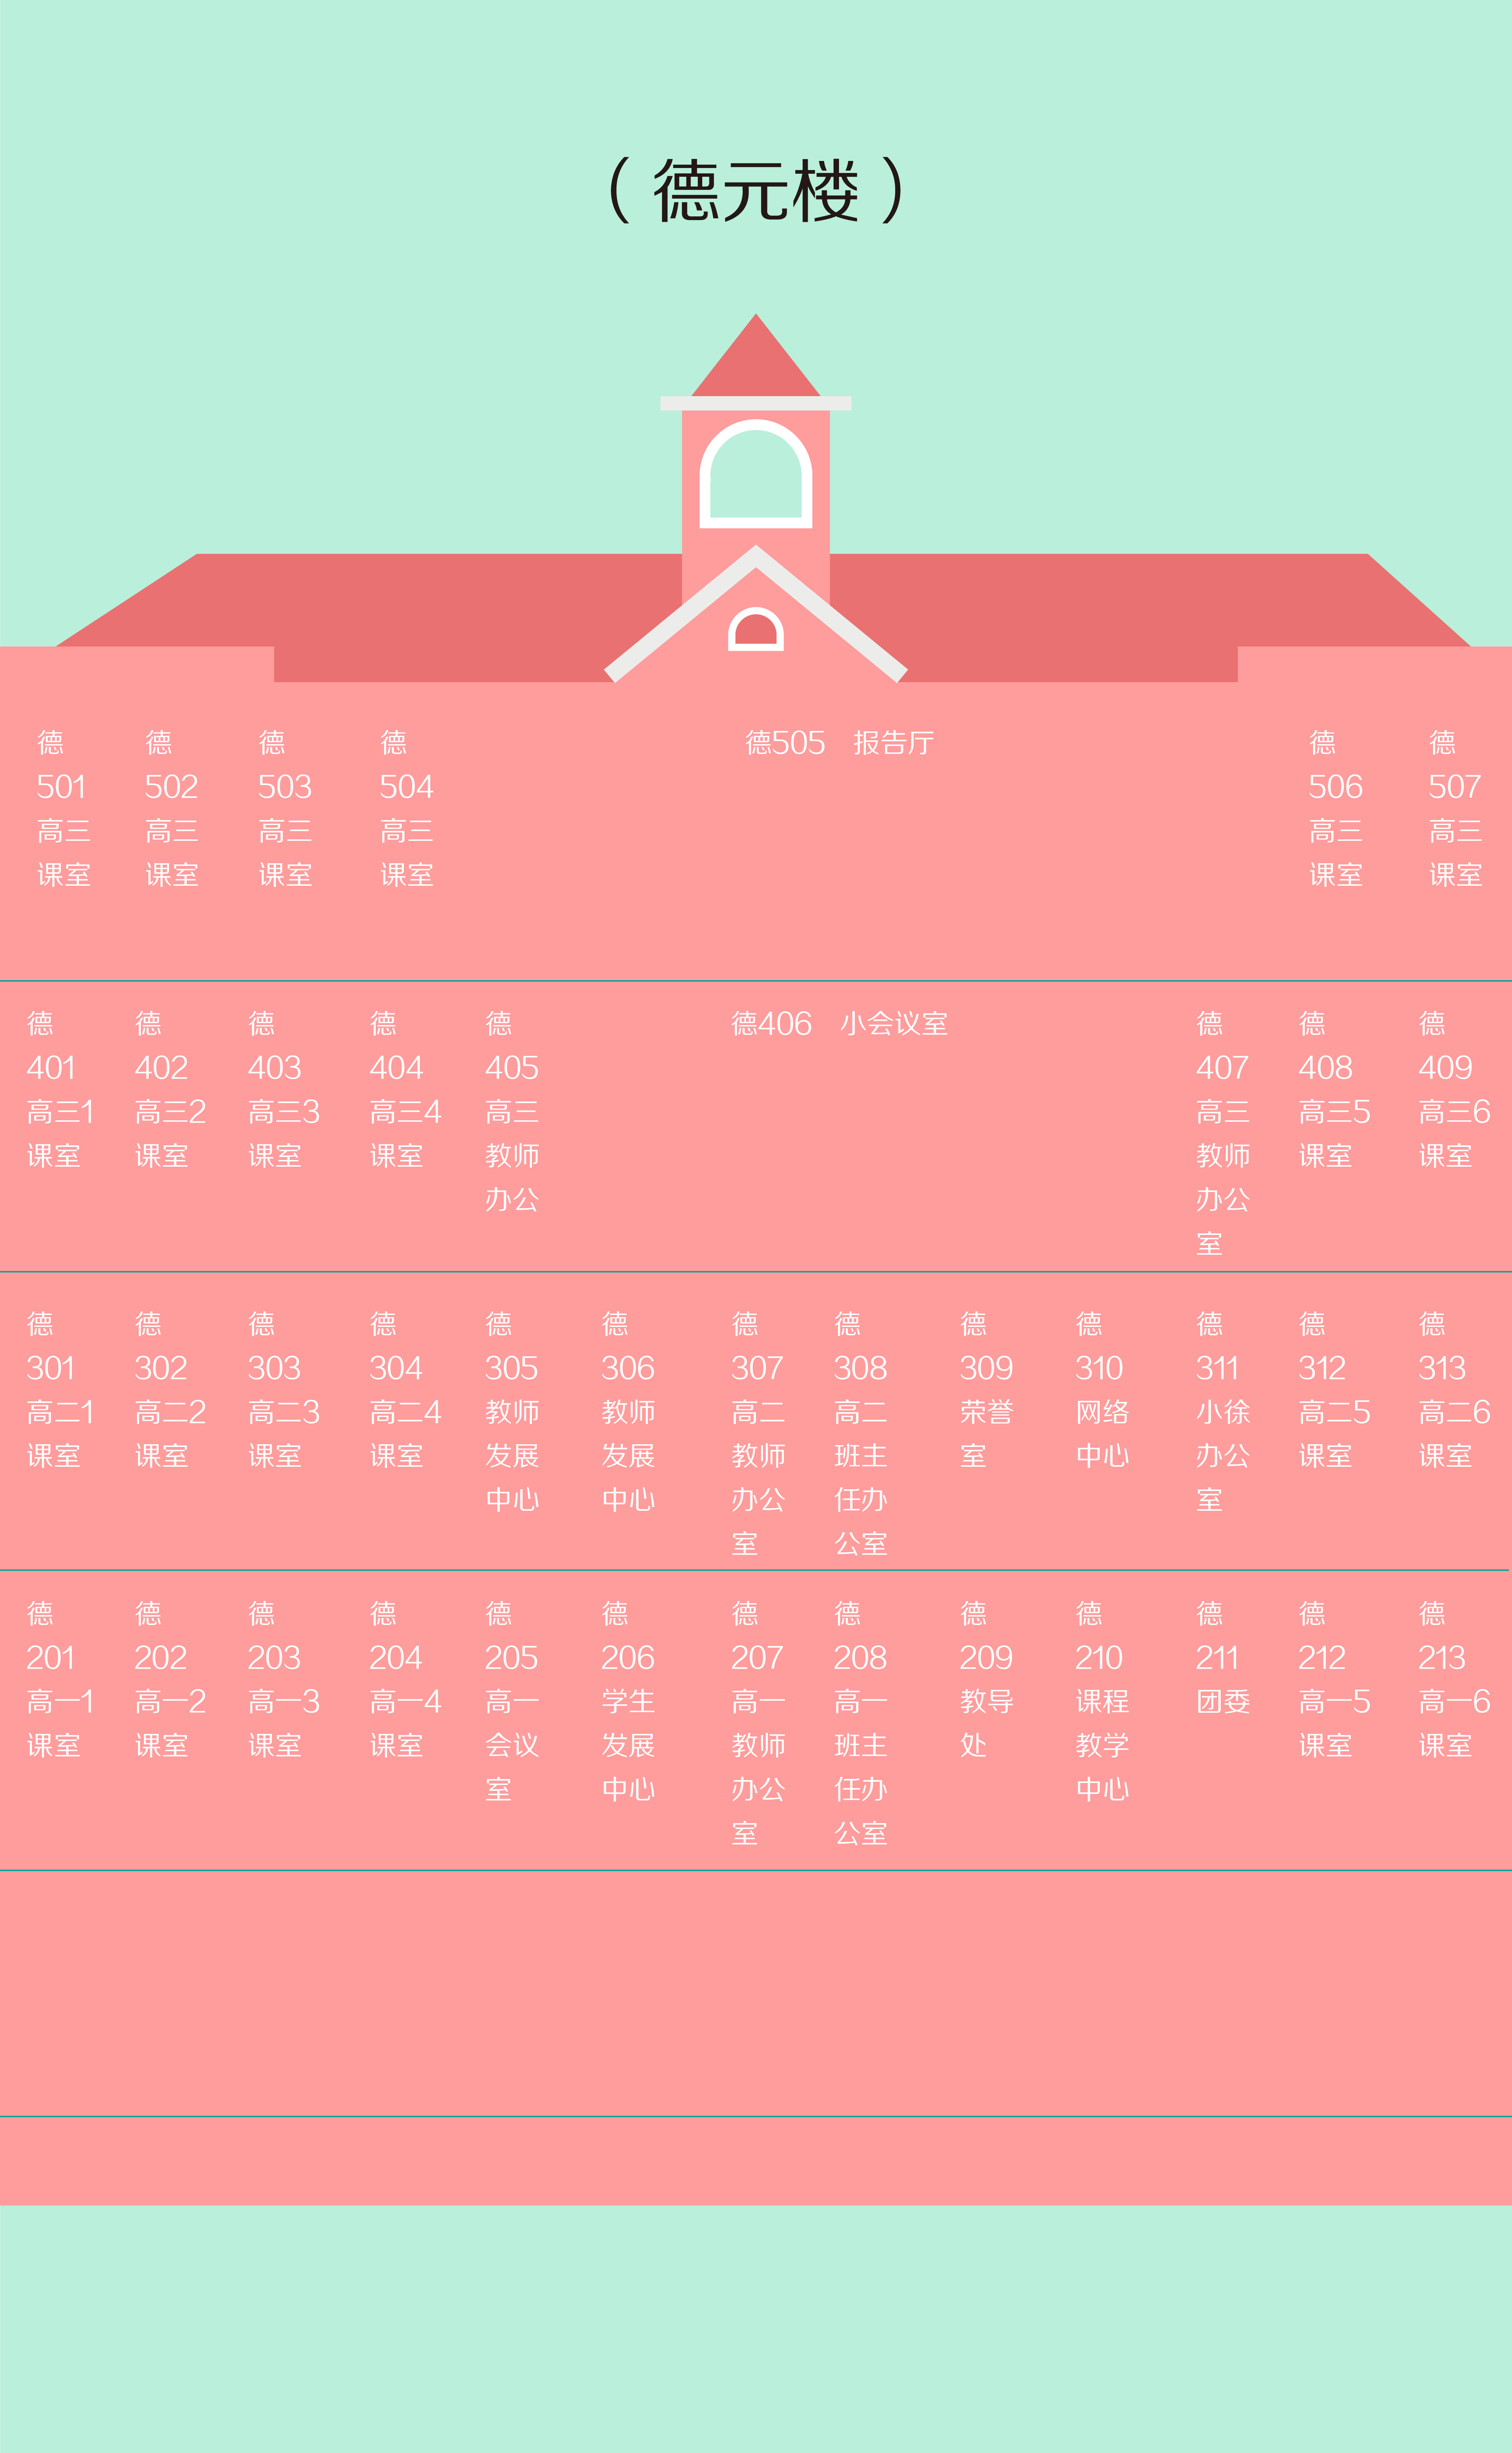 （德元楼）
德
501
高三
课室
德
502
高三
课室
德
503
高三
课室
德
504
高三
课室
德505 报告厅
德
506
高三
课室
德
507
高三
课室
德
401
高三1
课室
德
402
高三2
课室
德
403
高三3
课室
德
404
高三4
课室
德
405
高三
教师
办公
德406 小会议室
德
407
高三
教师
办公
室
德
408
高三5
课室
德
409
高三6
课室
德
301
高二1
课室
德
302
高二2
课室
德
303
高二3
课室
德
304
高二4
课室
德
305
教师
发展
中心
德
306
教师
发展
中心
德
307
高二
教师
办公
室
德
308
高二
班主
任办
公室
德
309
荣誉
室
德
310
网络
中心
德
311
小徐
办公
室
德
312
高二5
课室
德
313
高二6
课室
德
201
高一1
课室
德
202
高一2
课室
德
203
高一3
课室
德
204
高一4
课室
德
205
高一
会议
室
德
206
学生
发展
中心
德
207
高一
教师
办公
室
德
208
高一
班主
任办
公室
德
209
教导
处
德
210
课程
教学
中心
德
211
团委
德
212
高一5
课室
德
213
高一6
课室